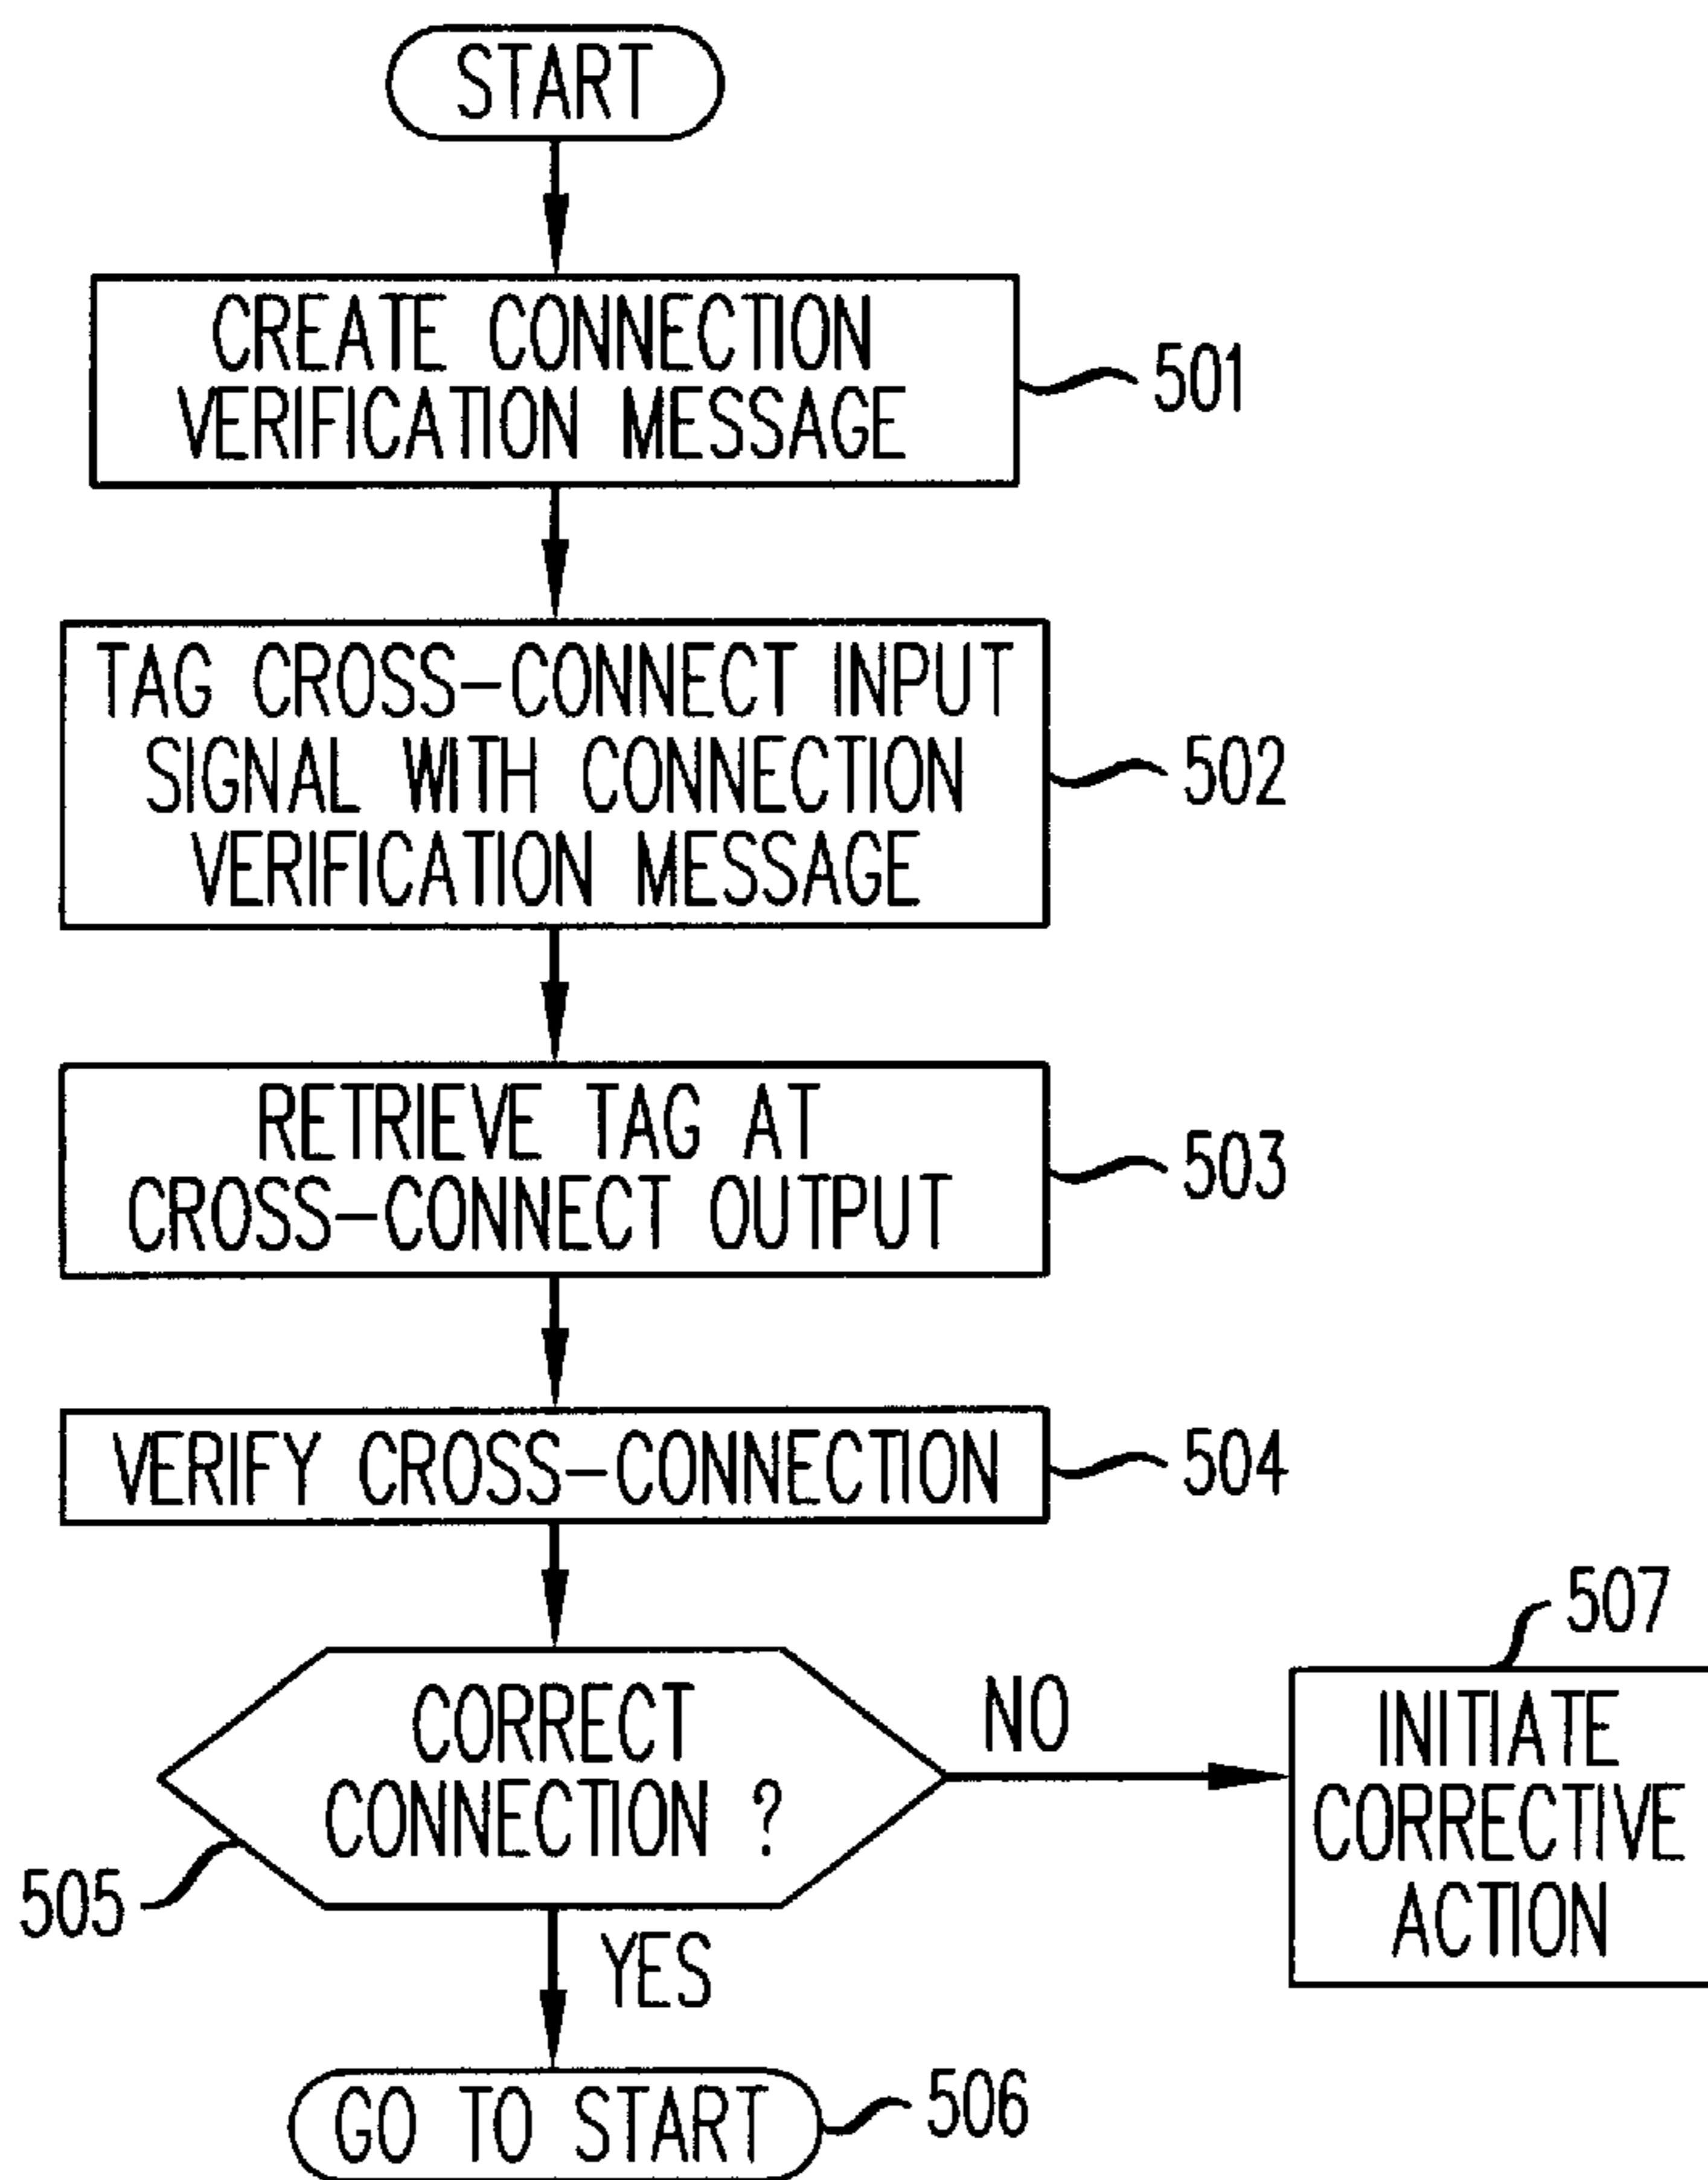 START
CREATE CONNECTION
VERIFICATION MESSAGE
501
TAG CROSS-CONNECT INPUT
SIGNAL WITH CONNECTION
VERIFICATION MESSAGE
502
RETRIEVE TAG AT
CROSS-CONNECT OUTPUT
503
VERIFY CROSS-CONNECTION
504
CORRECT
CONNECTION ?
505
NO
507
INITIATE
CORRECTIVE
ACTION
YES
GO TO START
506